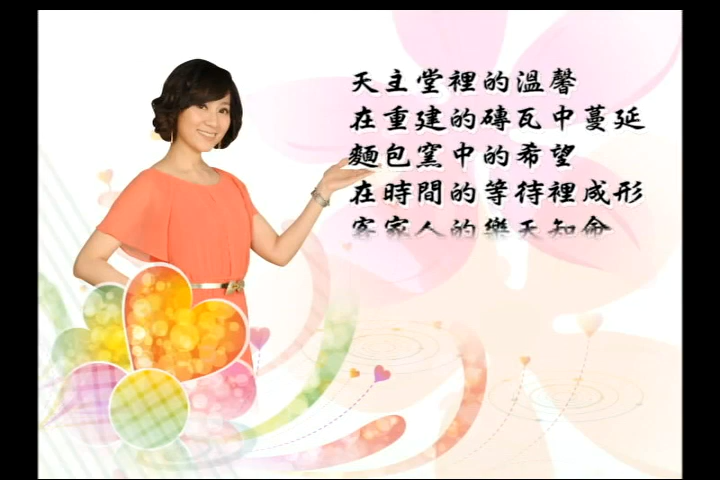 天主堂裡的溫馨
在重建的磚瓦中蔓延
麵包窯中的希望
在時間的等待裡成形
客家人的樂天知命